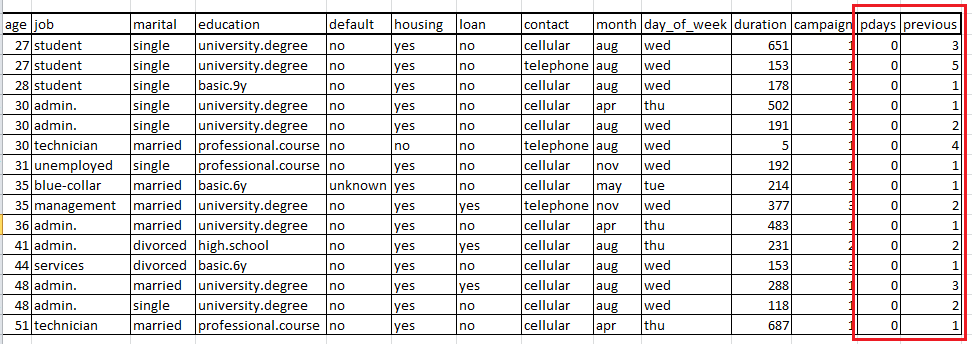 age job marital education default housing loan contact month day_of_week duration campaign pdays previous
27 student single university.degree no yes no cellular aug wed 651 1 0 3
27 student single university.degree no yes no telephone aug wed 153 1 0 5
28 student single basic.9y no yes no cellular aug wed 178 1 0 1
30 admin. single university.degree no yes no cellular apr thu 502 1 0 1
30 admin. single university.degree no yes no cellular aug wed 191 1 0 2
30 technician married professional.course no no no telephone aug wed 5 1 0 4
31 unemployed single professional.course no yes no cellular nov wed 192 1 0 1
35 blue-collar married basic.6y unknown yes no cellular may tue 214 1 0 1
35 management married university.degree no yes yes telephone nov wed 377 3 0 2
36 admin. married university.degree no yes no cellular apr thu 483 1 0 1
41 admin. divorced high.school no yes yes cellular aug thu 231 2 0 2
44 services divorced basic.6y no yes no cellular aug wed 153 3 0 1
48 admin. married university.degree no yes yes cellular aug thu 288 1 0 3
48 admin. single university.degree no yes no cellular aug wed 118 1 0 2
51 technician married professional.course no yes no cellular apr thu 687 1 0 1